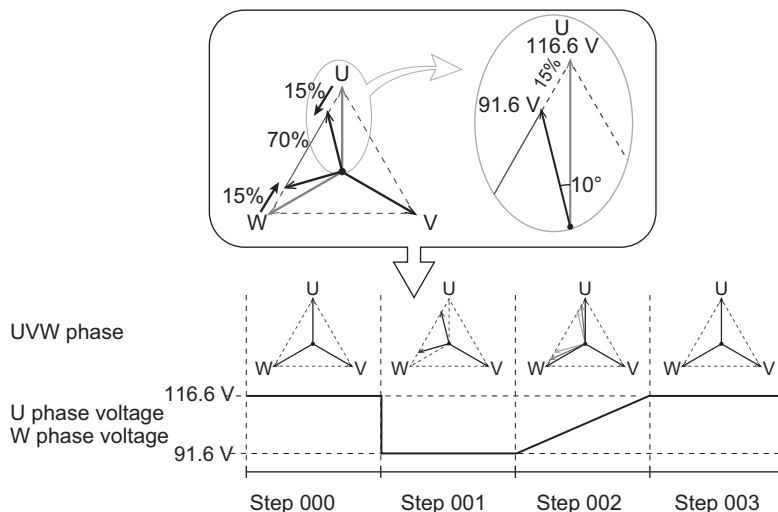 U
116.6 V
15%
U
15%
91.6 V
70%
10°
15%
W
V
UVW phase
U
W
V
U
W
V
U
W
V
U
W
V
116.6 V
U phase voltage
W phase voltage
91.6 V
Step 000
Step 001
Step 002
Step 003